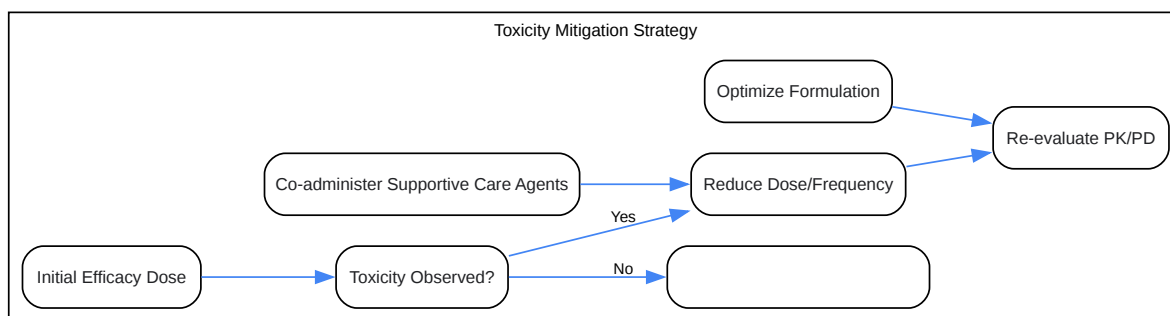 Toxicity Mitigation Strategy
Optimize Formulation
Re-evaluate PK/PD
Co-administer Supportive Care Agents
Reduce Dose/Frequency
Yes
Initial Efficacy Dose
Toxicity Observed?
No